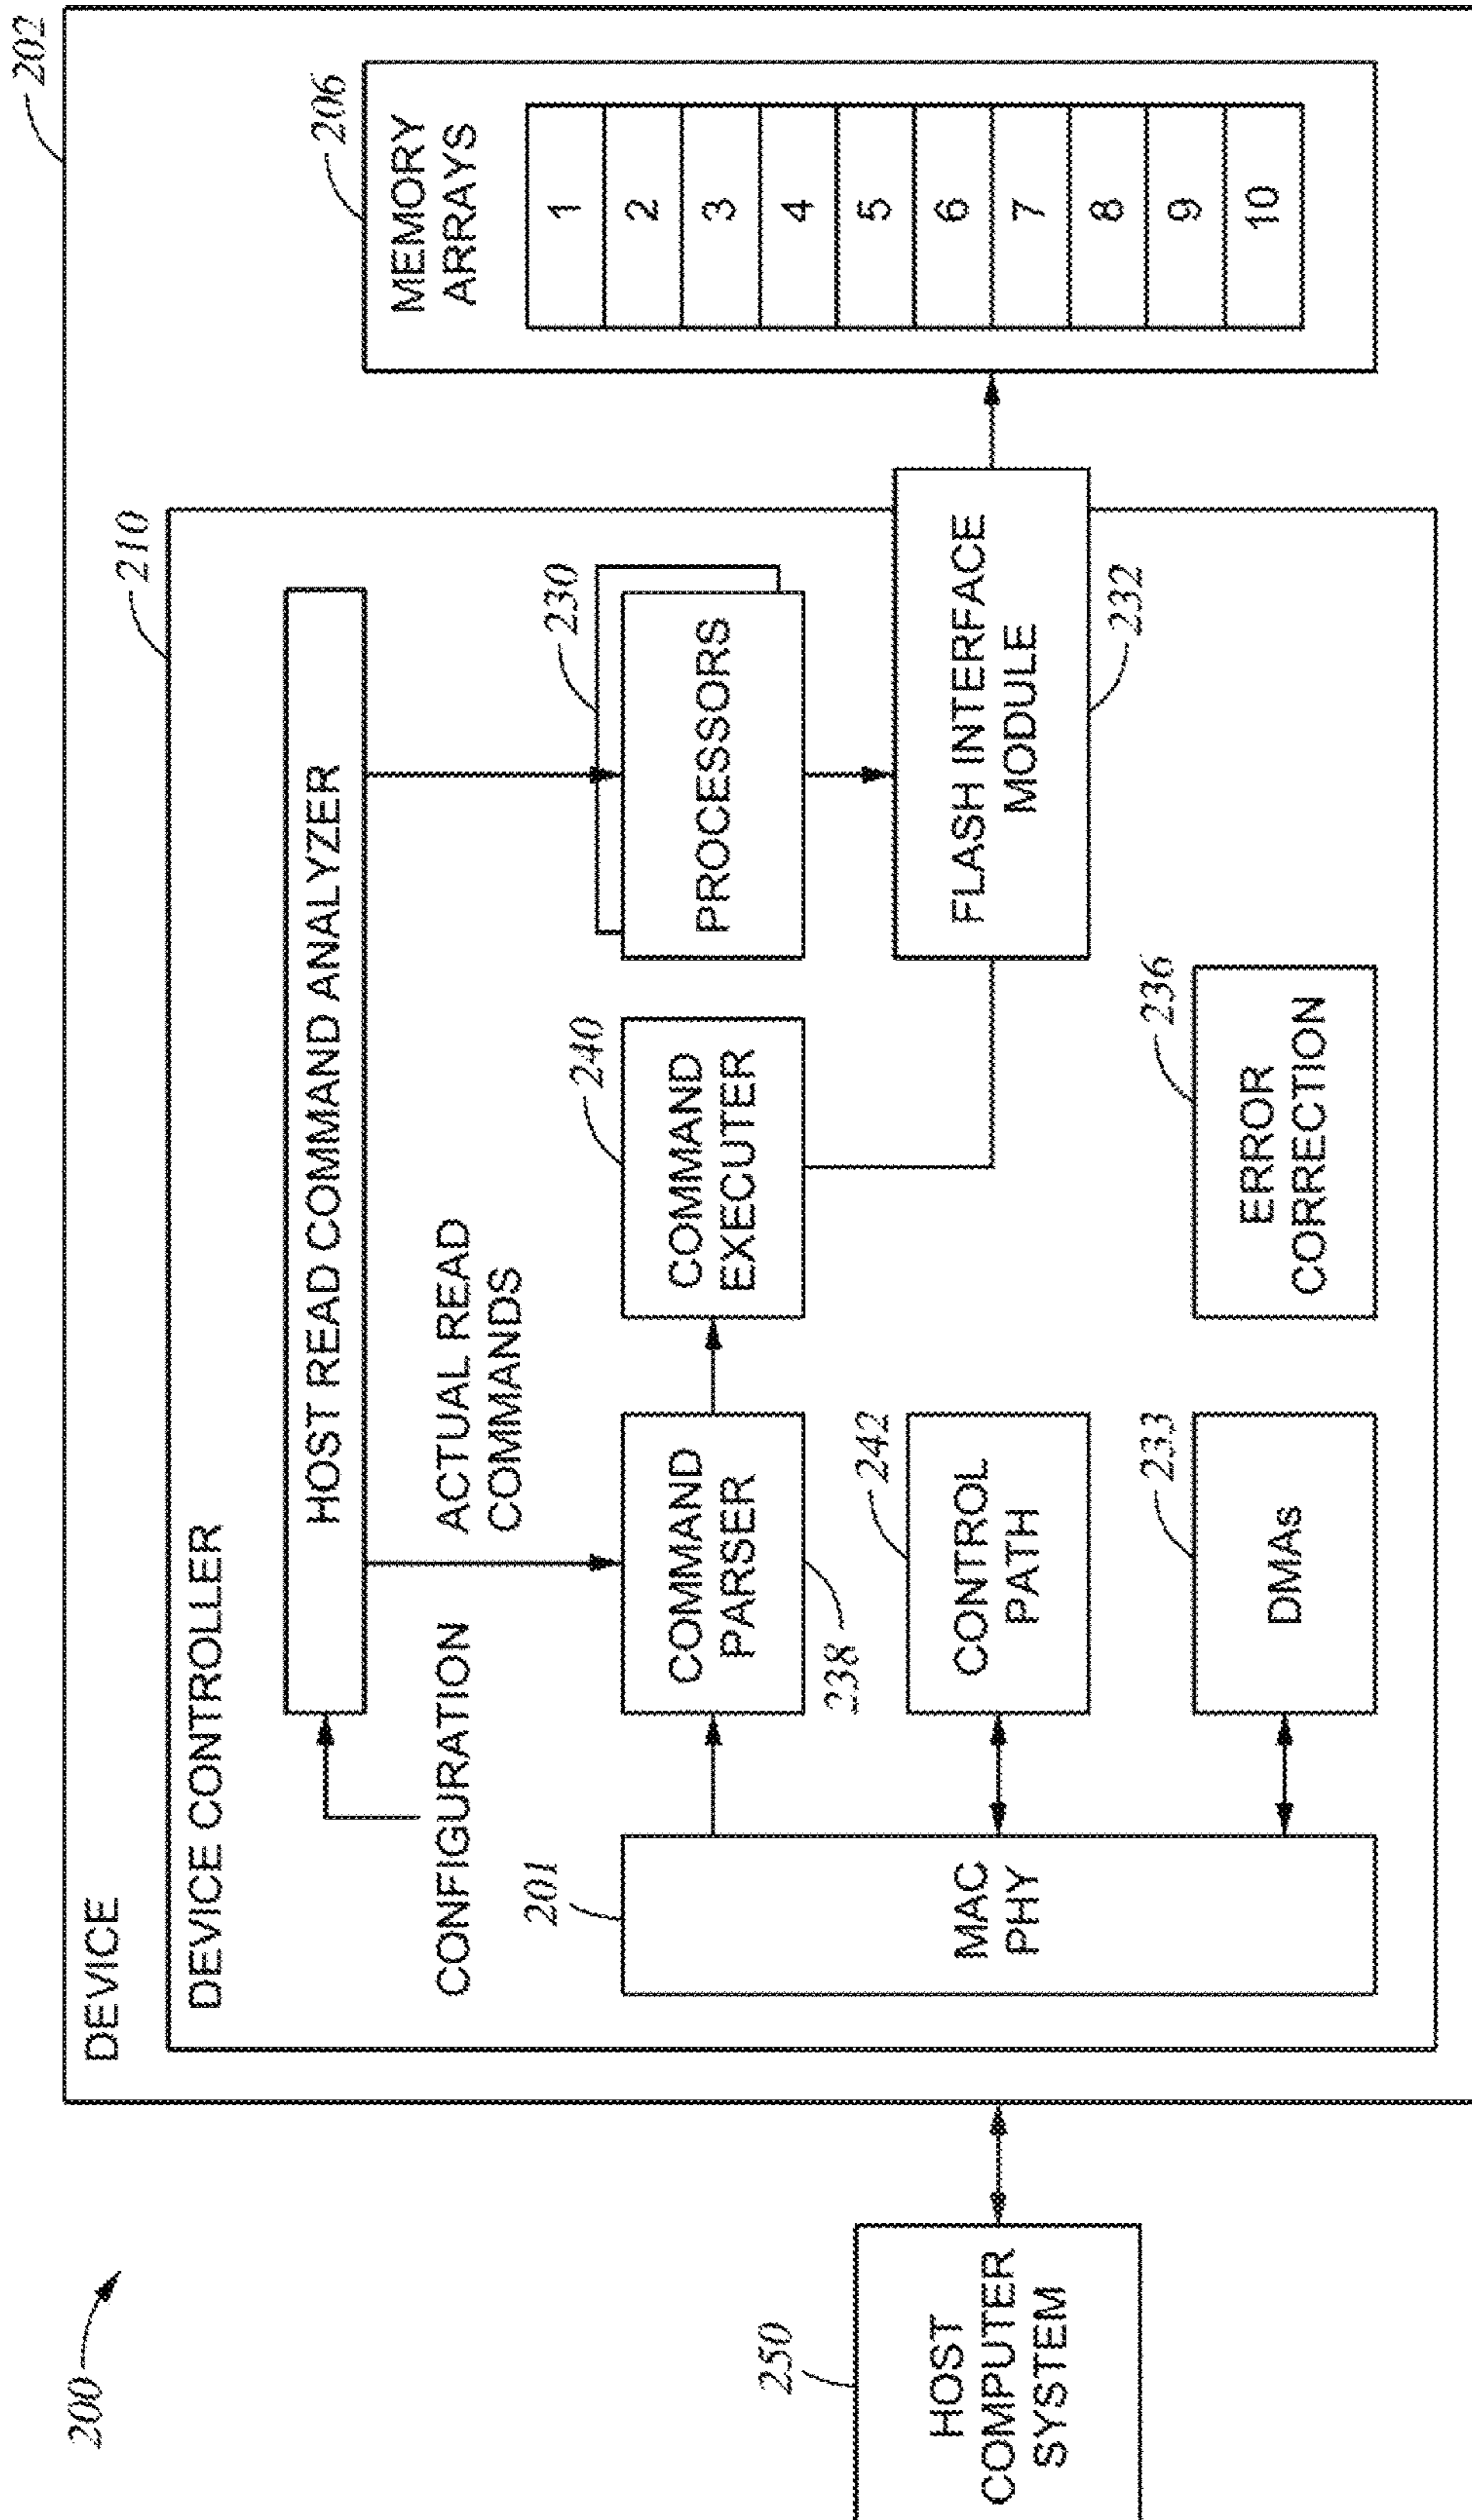 200
202
DEVICE
210
DEVICE CONTROLLER
HOST READ COMMAND ANALYZER
206
MEMORY
ARRAYS
1
2
3
4
5
6
7
8
9
10
CONFIGURATION
ACTUAL READ
COMMANDS
201
MAC
PHY
COMMAND
PARSER
238
240
COMMAND
EXECUTER
230
PROCESSORS
242
CONTROL
PATH
FLASH INTERFACE
MODULE
232
233
DMAs
236
ERROR
CORRECTION
250
HOST
COMPUTER
SYSTEM